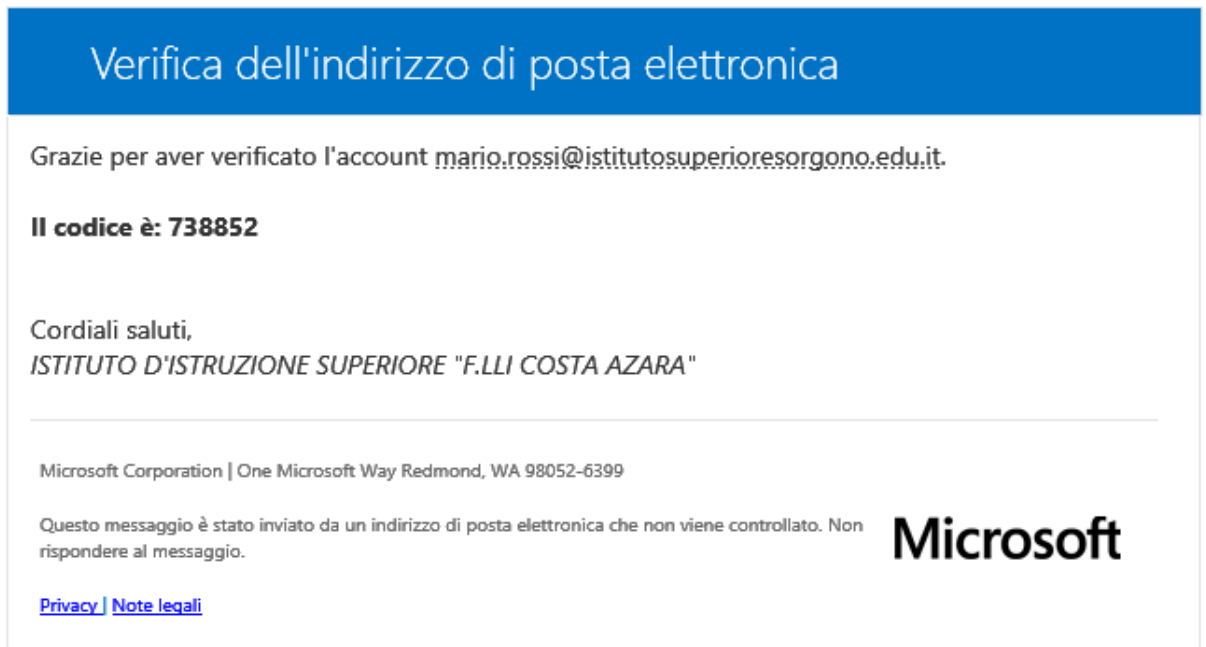 Verifica dell'indirizzo di posta elettronica
Grazie per aver verificato l'account mario.rossi@istitutosuperioresorgono.edu.it.
Il codice è: 738852
Cordiali saluti,
ISTITUTO D'ISTRUZIONE SUPERIORE "F.LLI COSTA AZARA"
Microsoft Corporation | One Microsoft Way Redmond, WA 98052-6399
Questo messaggio è stato inviato da un indirizzo di posta elettronica che non viene controllato. Non
rispondere al messaggio.
Microsoft
Privacy | Note legali